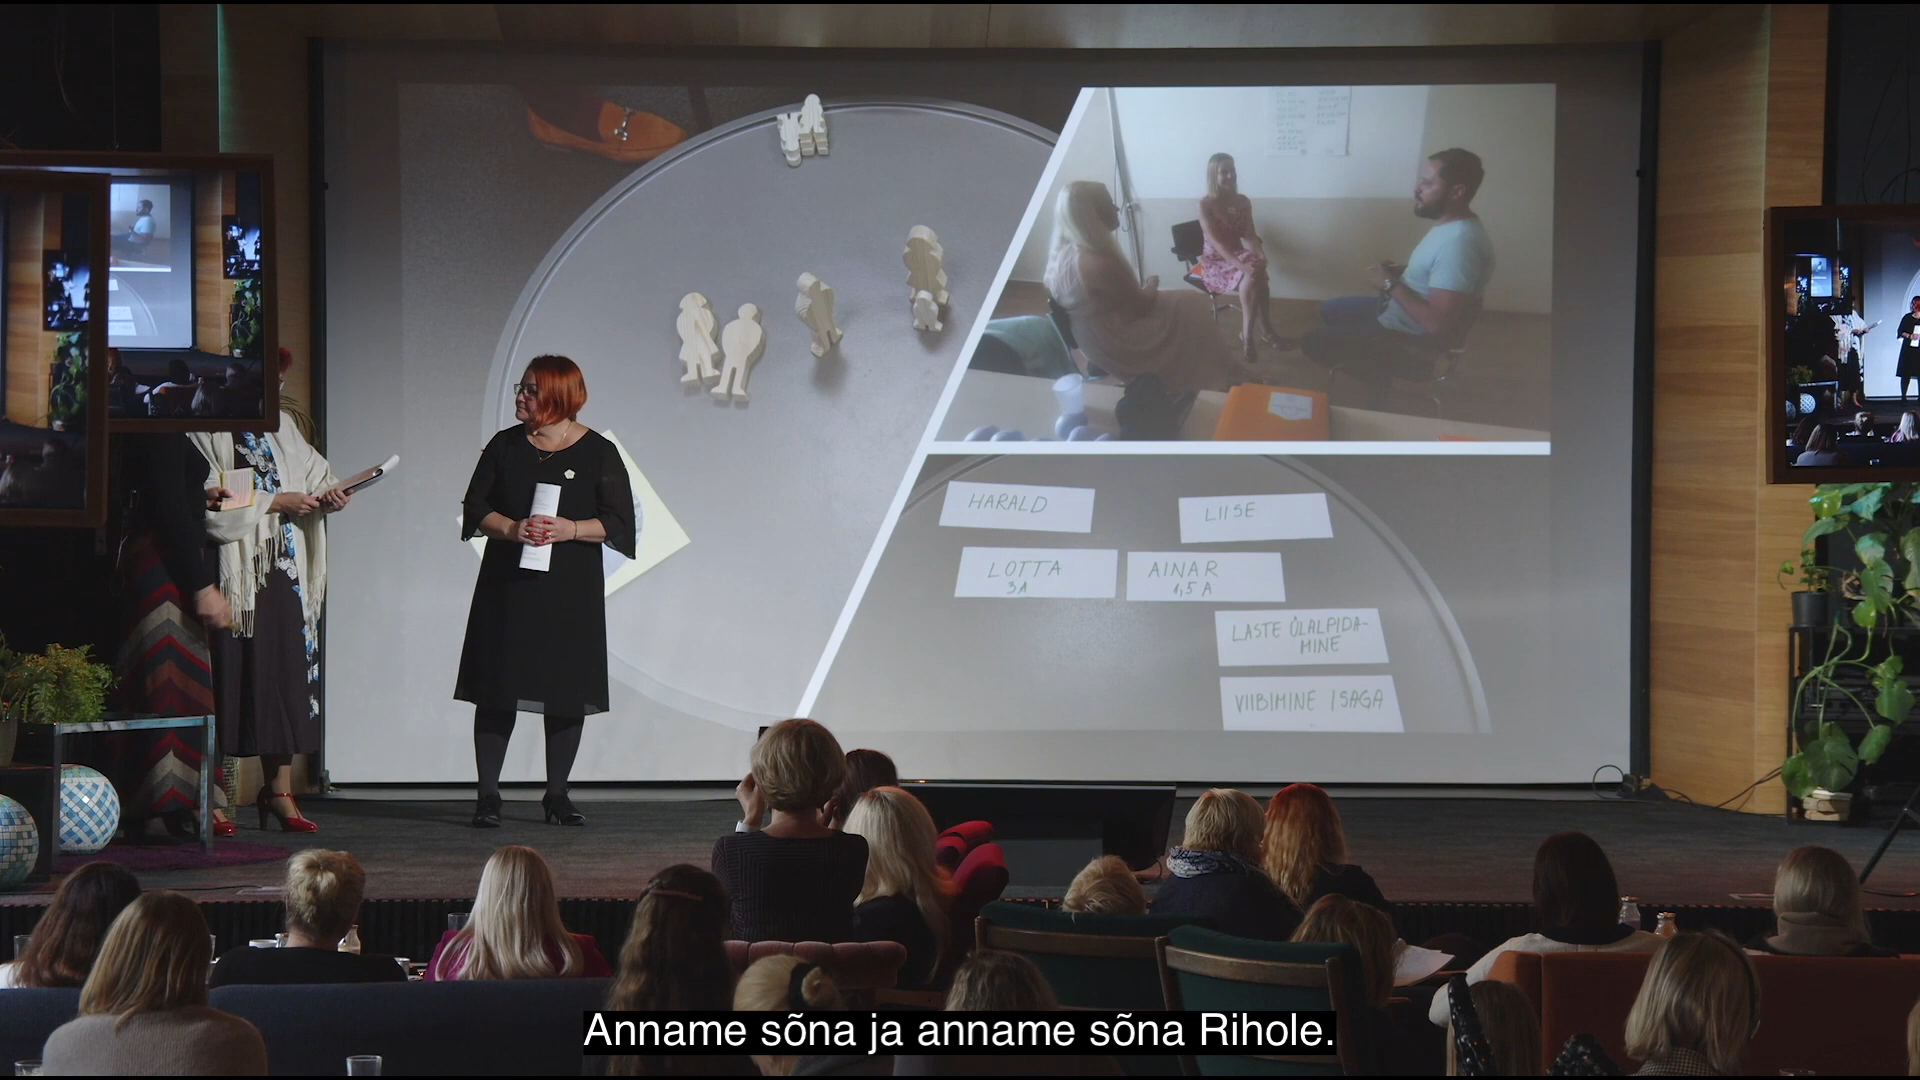 HARALD
LIISE
LOTTA
3A
AINAR
1,5 A
LASTE ÜLALPIDA-
MINE
VIIBIMINE ISAGA
Anname sõna ja anname sõna Rihole.